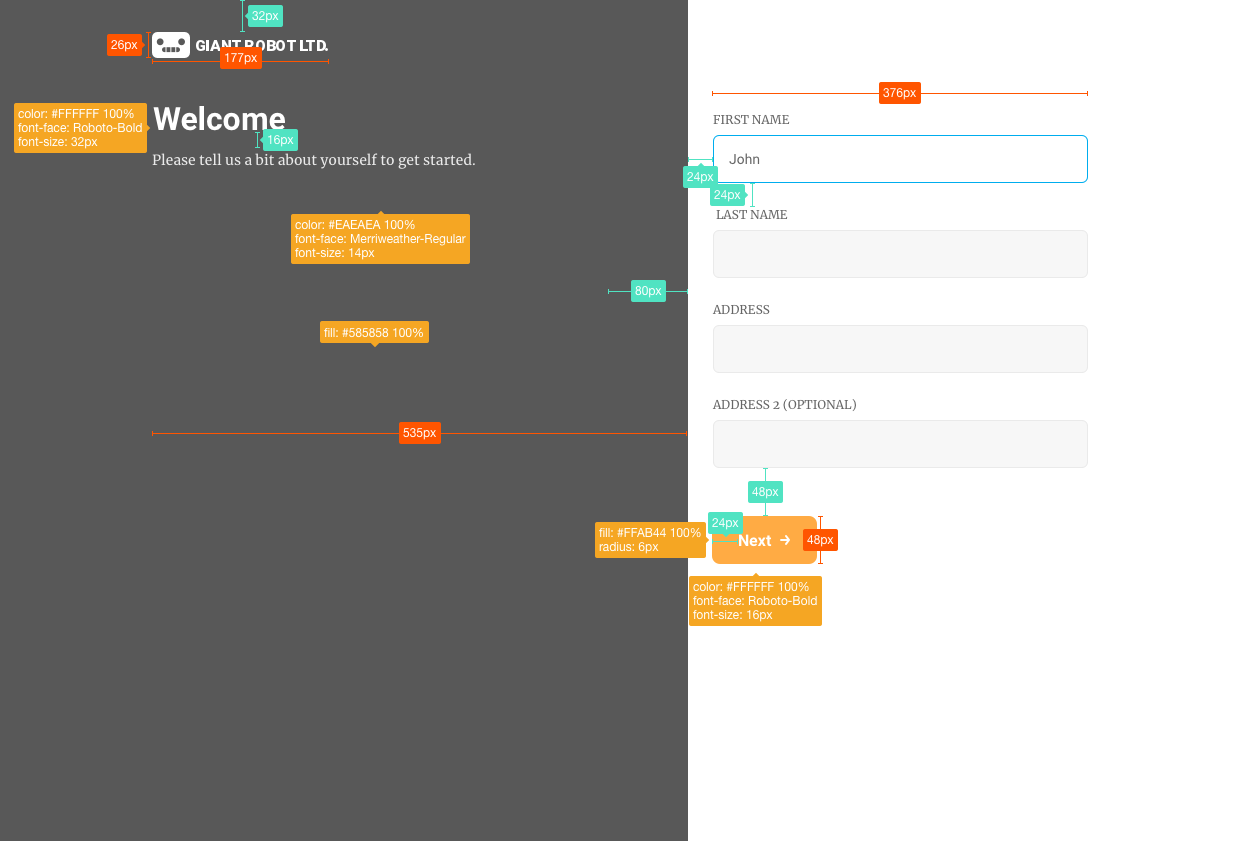 32px
26px
GIANT ROBOT LTD.
177px
376px
color: #FFFFFF 100%
font-face: Roboto-Bold
font-size: 32px
Welcome
16px
Please tell us a bit about yourself to get started.
FIRST NAME
John
24px
24px
LAST NAME
color: #EAEAEA 100%
font-face: Merriweather-Regular
font-size: 14px
80px
ADDRESS
fill: #585858 100%
ADDRESS 2 (OPTIONAL)
535px
48px
24px
fill: #FFAB44 100%
radius: 6px
Next →
48px
color: #FFFFFF 100%
font-face: Roboto-Bold
font-size: 16px